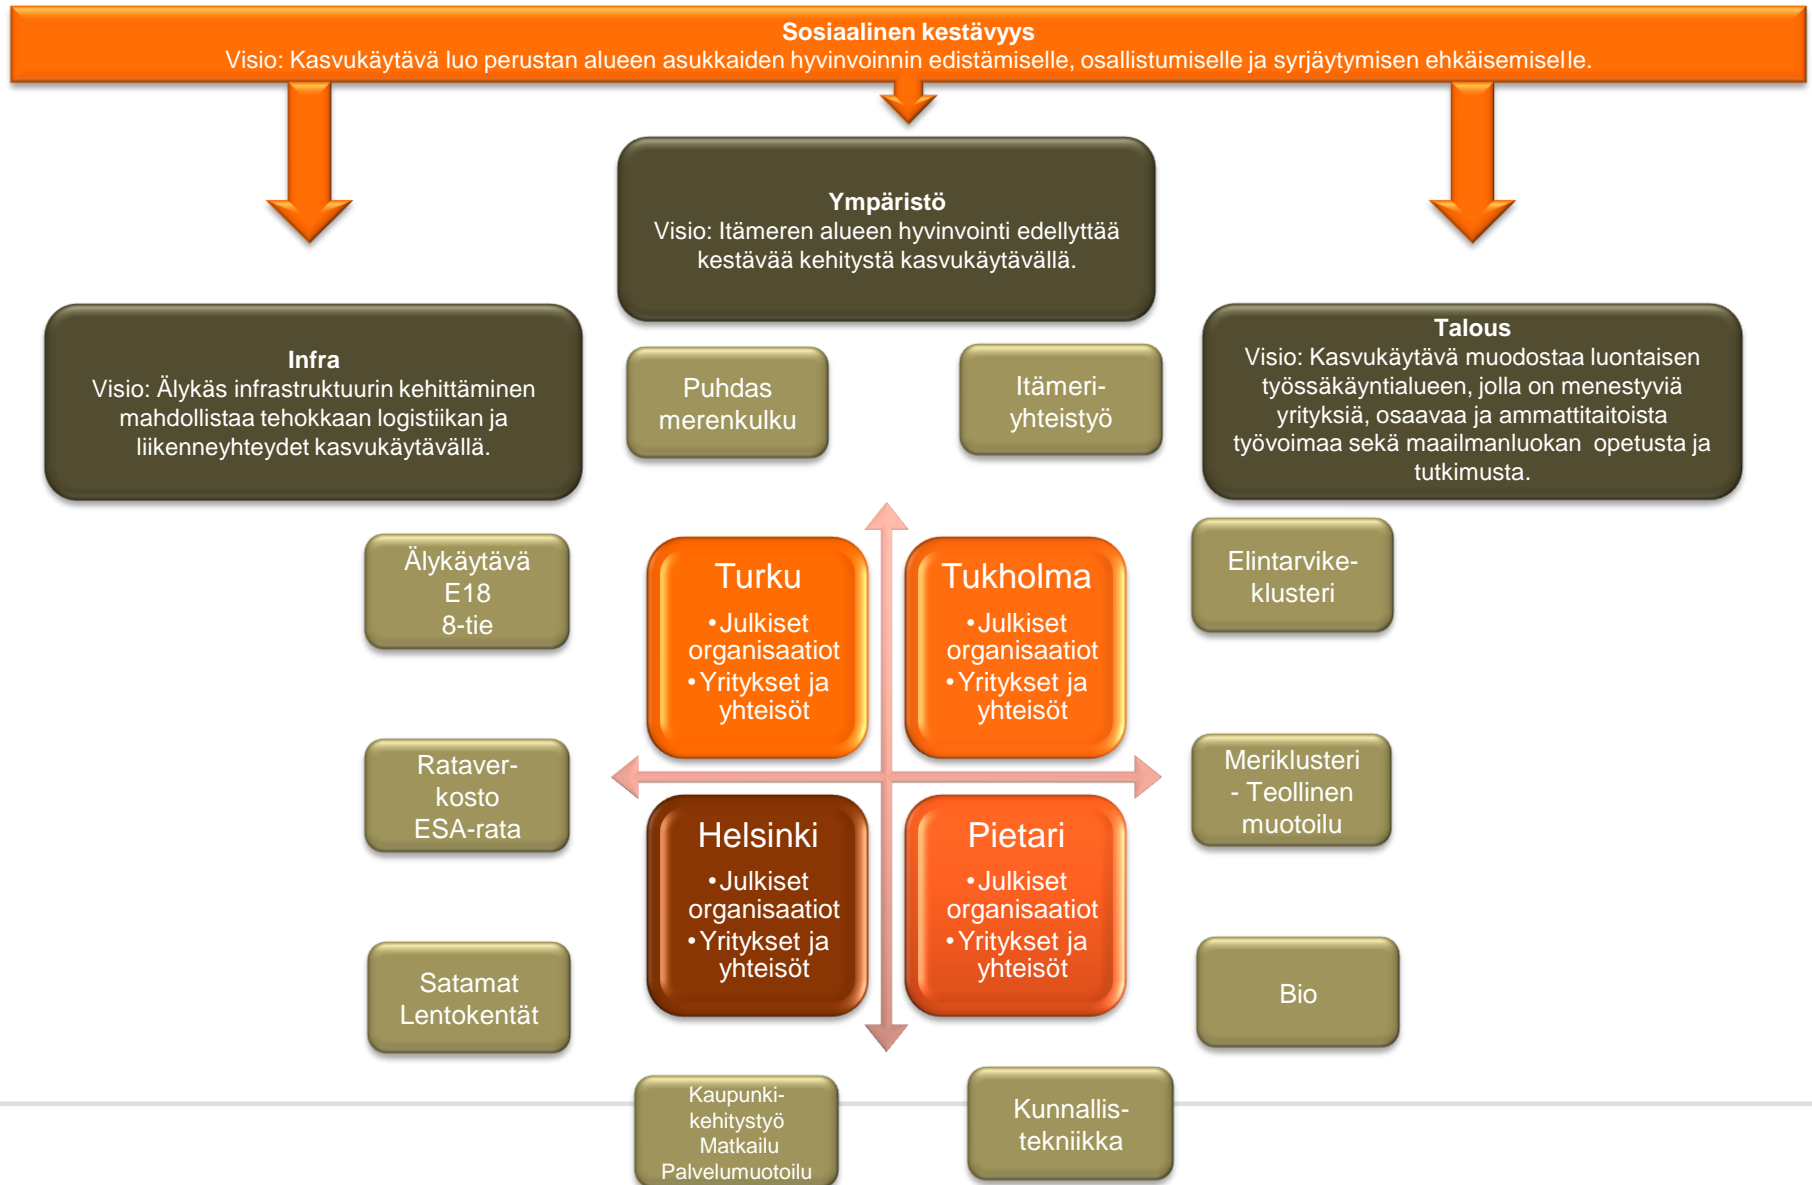 Sosiaalinen kestävyys
Visio: Kasvukäytävä luo perustan alueen asukkaiden hyvinvoinnin edistämiselle, osallistumiselle ja syrjäytymisen ehkäisemiselle.
Ympäristö
Visio: Itämeren alueen hyvinvointi edellyttää
kestävää kehitystä kasvukäytävällä.
Infra
Visio: Älykäs infrastruktuurin kehittäminen
mahdollistaa tehokkaan logistiikan ja
liikenneyhteydet kasvukäytävällä.
Talous
Visio: Kasvukäytävä muodostaa luontaisen
työssäkäyntialueen, jolla on menestyviä
yrityksiä, osaavaa ja ammattitaitoista
työvoimaa sekä maailmanluokan opetusta ja
tutkimusta.
Puhdas
merenkulku
Itämeri-
yhteistyö
Älykäytävä
E18
8-tie
Turku
•Julkiset
organisaatiot
•Yritykset ja
yhteisöt
Tukholma
•Julkiset
organisaatiot
•Yritykset ja
yhteisöt
Elintarvike-
klusteri
Rataver-
kosto
ESA-rata
Meriklusteri
- Teollinen
muotoilu
Helsinki
•Julkiset
organisaatiot
•Yritykset ja
yhteisöt
Pietari
•Julkiset
organisaatiot
•Yritykset ja
yhteisöt
Satamat
Lentokentät
Bio
Kaupunki-
kehitystyö
Matkailu
Palvelumuotoilu
Kunnallis-
tekniikka